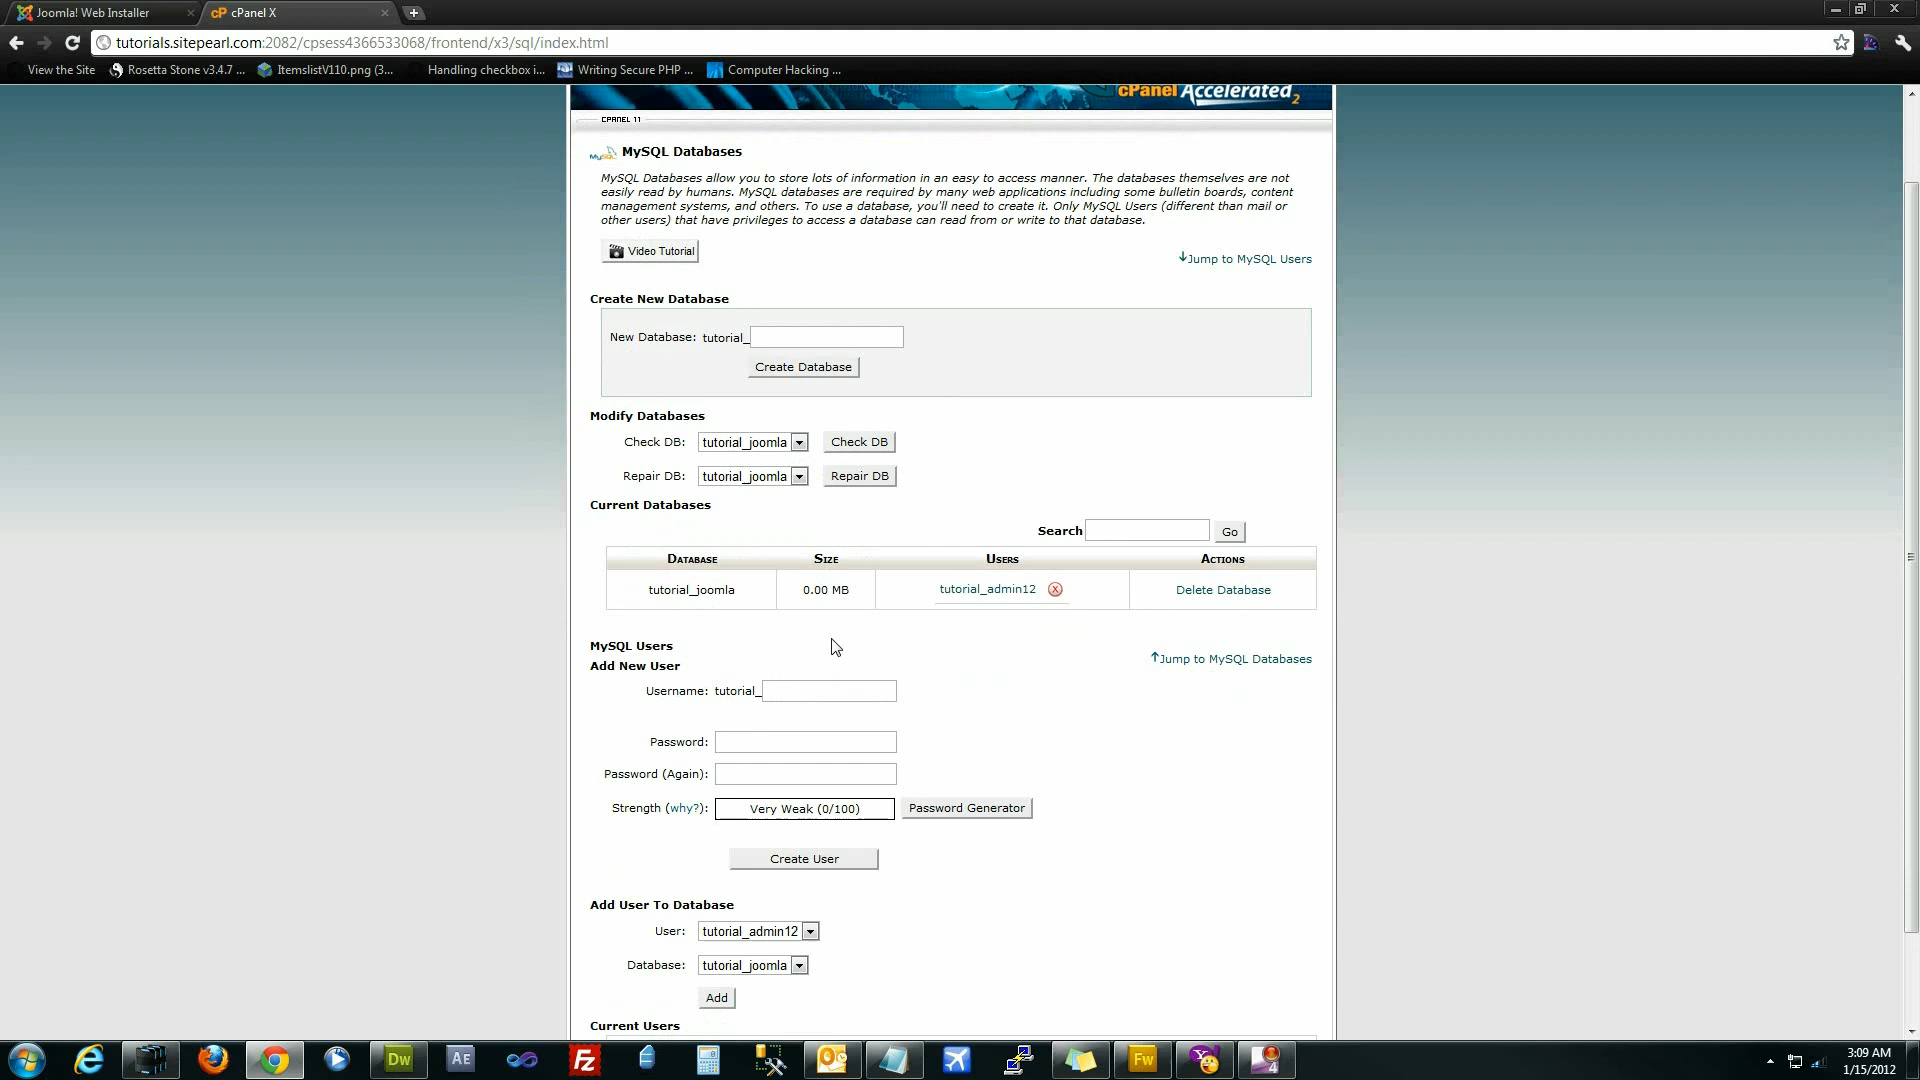 Joomla! Web Installer
cPanel X
tutorials.sitepearl.com:2082/cpsess4366533068/frontend/x3/sql/index.html
View the Site
Rosetta Stone v3.4.7 ...
ItemslistV110.png (3...
Handling checkbox i...
Writing Secure PHP ...
Computer Hacking ...
cPanel Accelerated2
CPANEL 11
MySQL MySQL Databases
MySQL Databases allow you to store lots of information in an easy to access manner. The databases themselves are not
easily read by humans. MySQL databases are required by many web applications including some bulletin boards, content
management systems, and others. To use a database, you'll need to create it. Only MySQL Users (different than mail or
other users) that have privileges to access a database can read from or write to that database.
Video Tutorial
Jump to MySQL Users
Create New Database
New Database: tutorial_
Create Database
Modify Databases
Check DB: tutorial_joomla Check DB
Repair DB: tutorial_joomla Repair DB
Current Databases
Search Go
DATABASE SIZE USERS ACTIONS
tutorial_joomla 0.00 MB tutorial_admin12 Delete Database
MySQL Users
Jump to MySQL Databases
Add New User
Username: tutorial_
Password:
Password (Again):
Strength (why?): Very Weak (0/100) Password Generator
Create User
Add User To Database
User: tutorial_admin12
Database: tutorial_joomla
Add
Current Users
Dw
AE
Fz
Fw
4
3:09 AM
1/15/2012